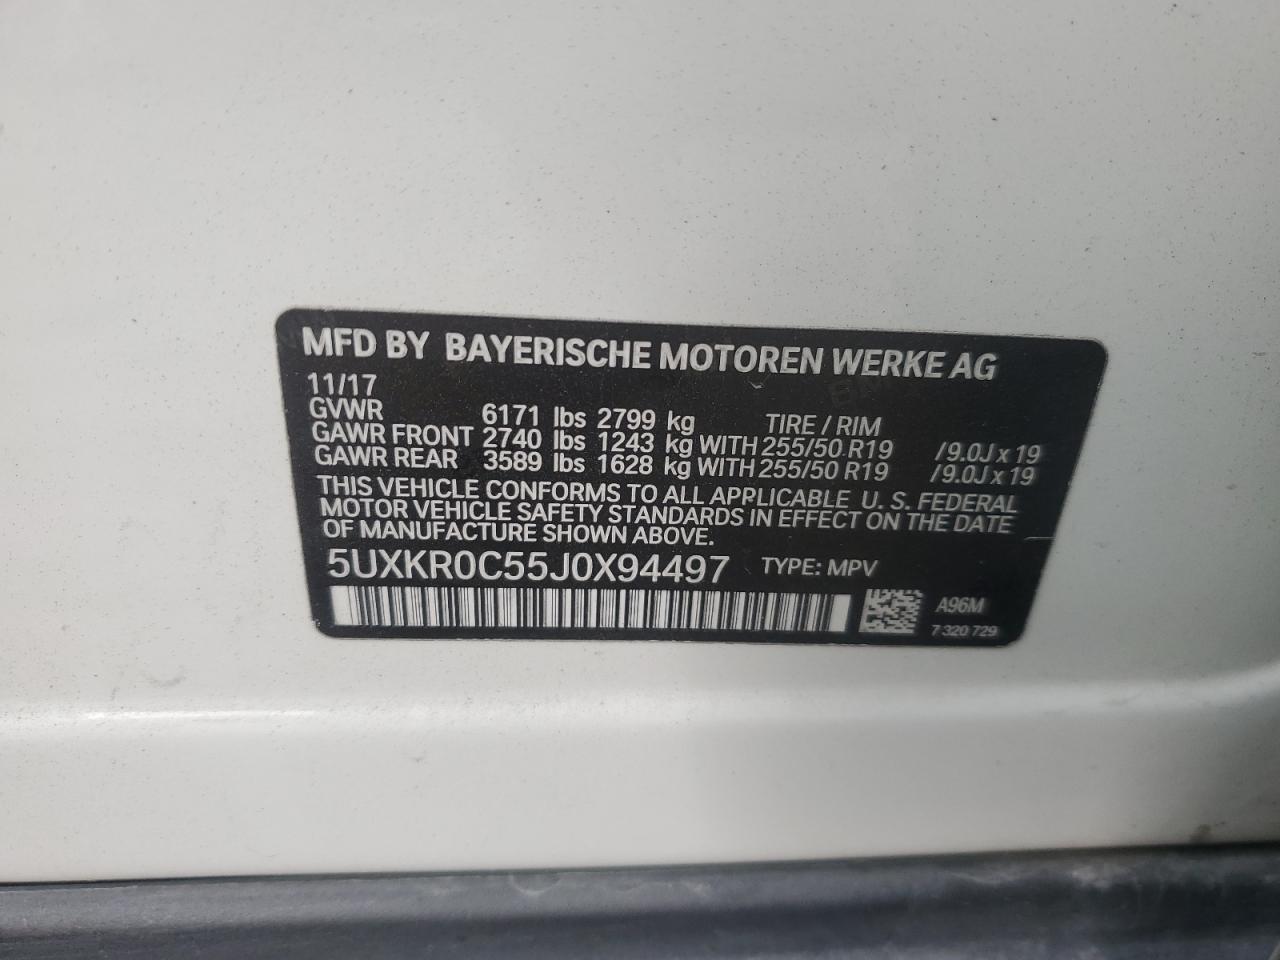 MFD BY BAYERISCHE MOTOREN WERKE AG
11/17
GVWR 6171 lbs 2799 kg TIRE / RIM
GAWR FRONT 2740 lbs 1243 kg WITH 255/50 R19 /9.0J x 19
GAWR REAR 3589 lbs 1628 kg WITH 255/50 R19 /9.0J x 19
THIS VEHICLE CONFORMS TO ALL APPLICABLE U. S. FEDERAL
MOTOR VEHICLE SAFETY STANDARDS IN EFFECT ON THE DATE
OF MANUFACTURE SHOWN ABOVE.
5UXKR0C55J0X94497 TYPE: MPV
A96M
7 320 729